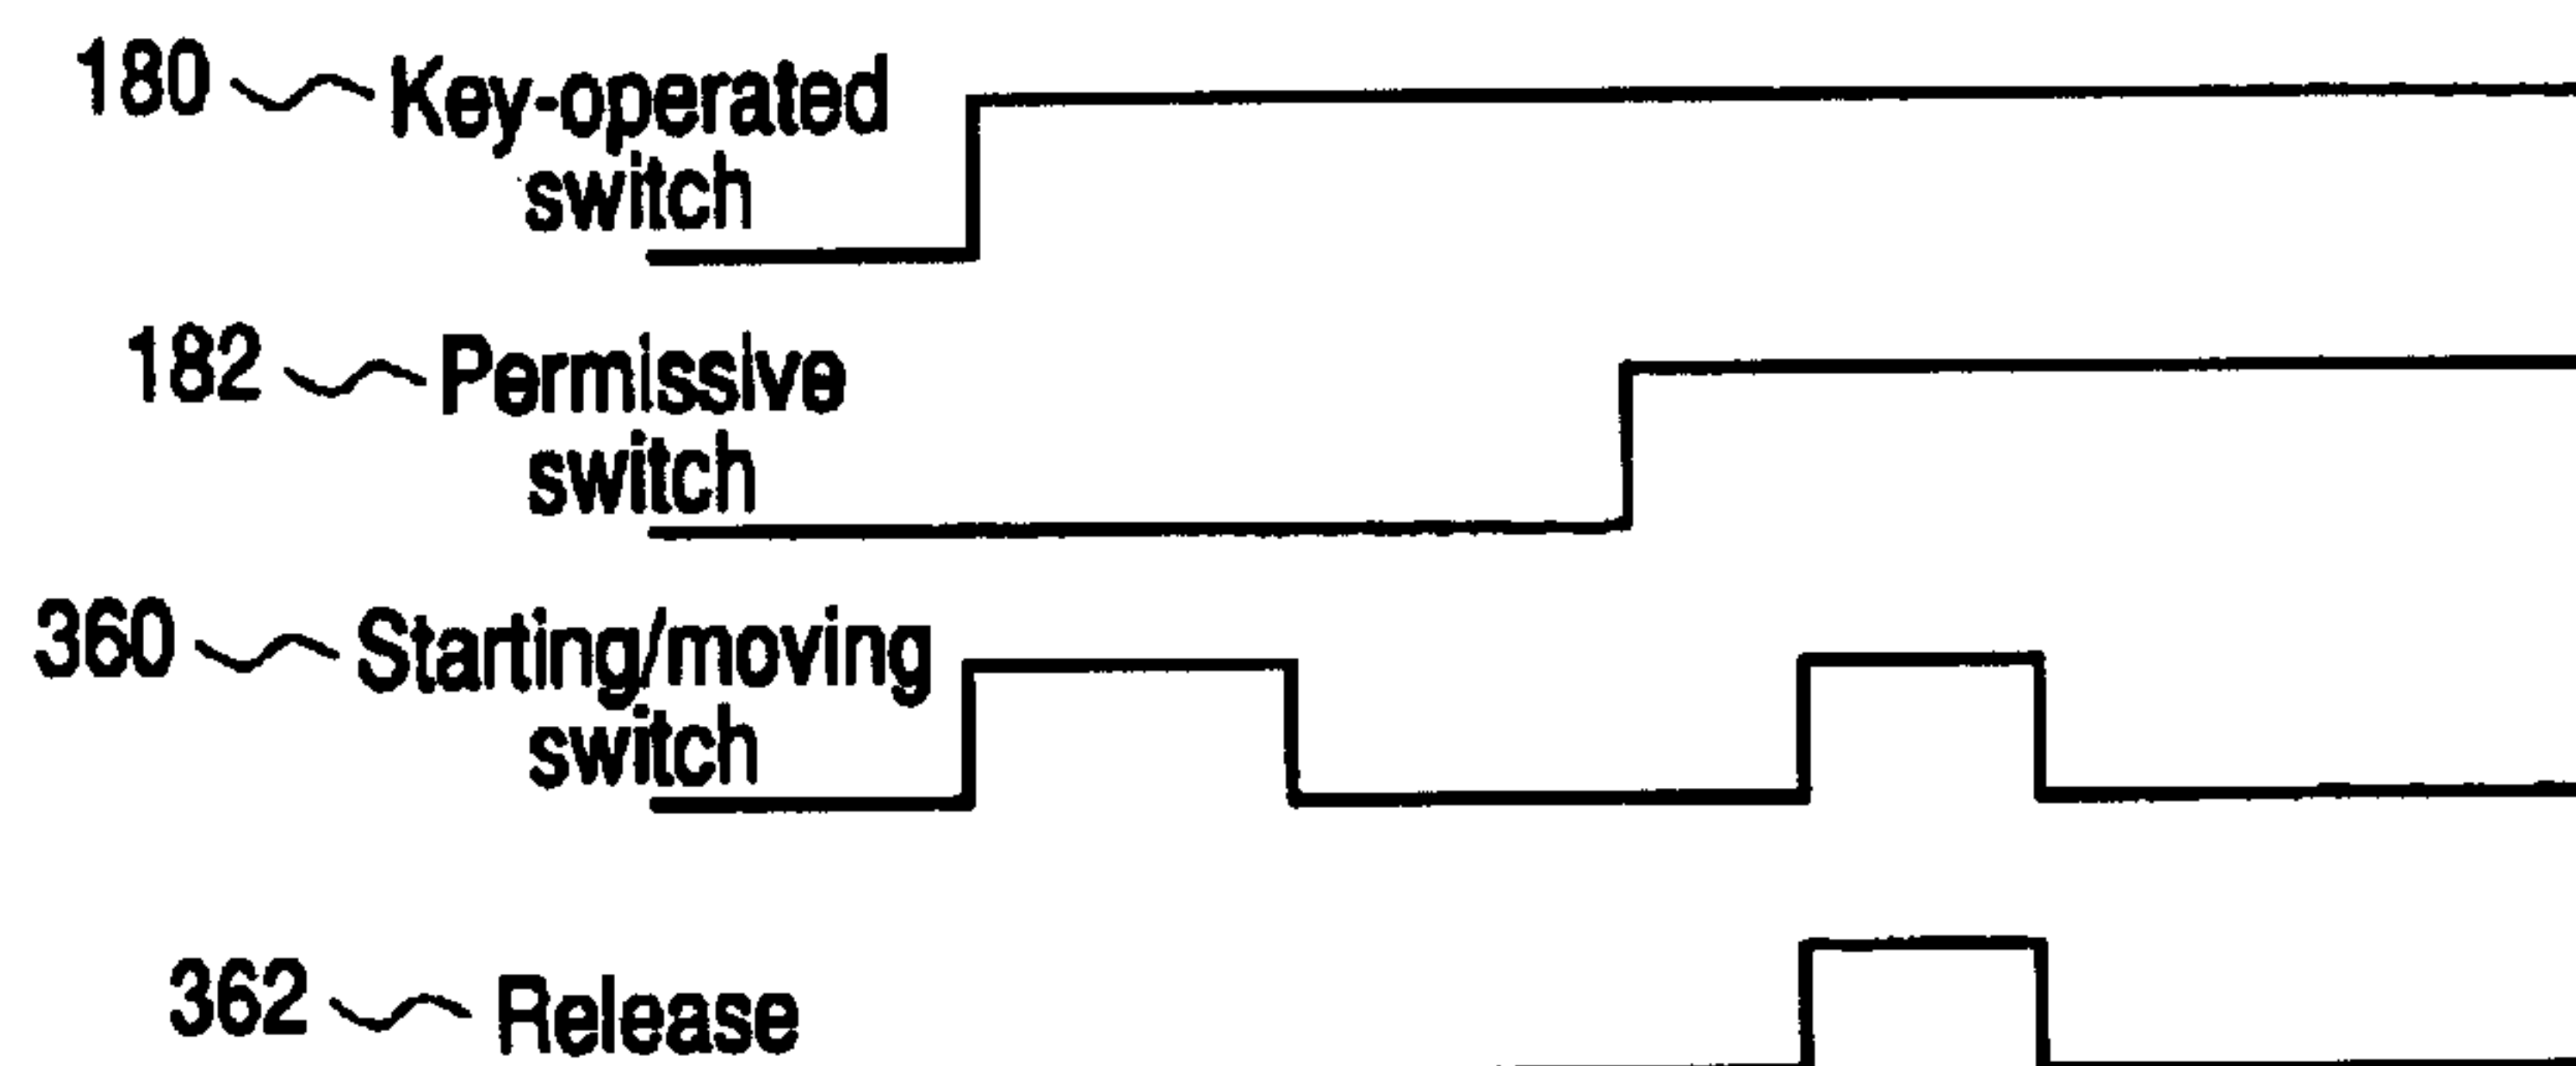 180 Key-operated
switch
182 Permissive
switch
360 Starting/moving
switch
362 Release